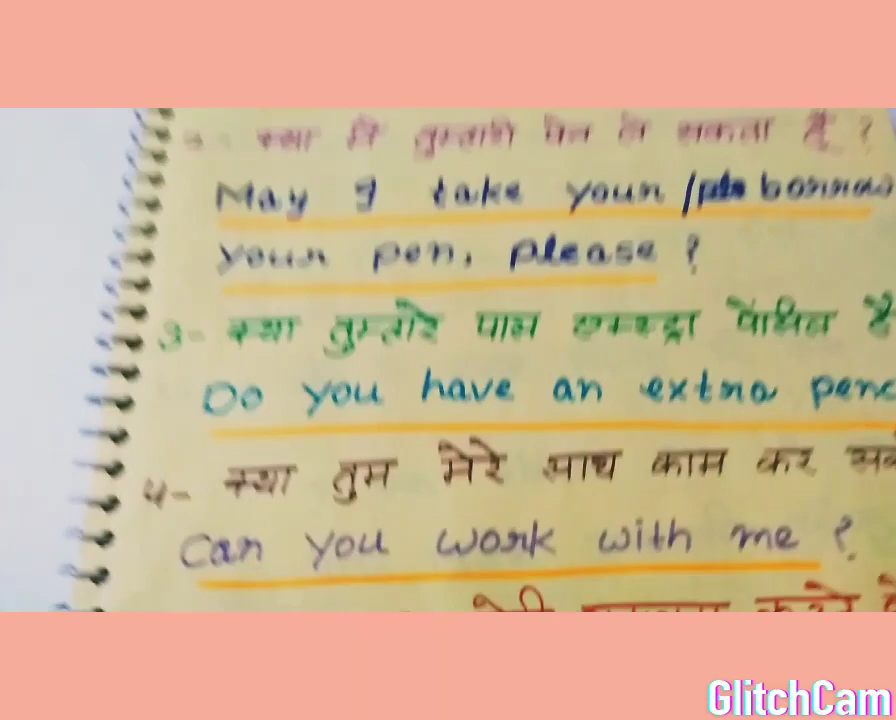 क्या मैं तुम्हारी पेन ले सकता हूँ ?
May I take your / borrow
your pen, please ?
3- क्या तुम्हारे पास एक्स्ट्रा पेंसिल है
Do you have an extra penc
4- क्या तुम मेरे साथ काम कर सक
Can you work with me ?
GlitchCam